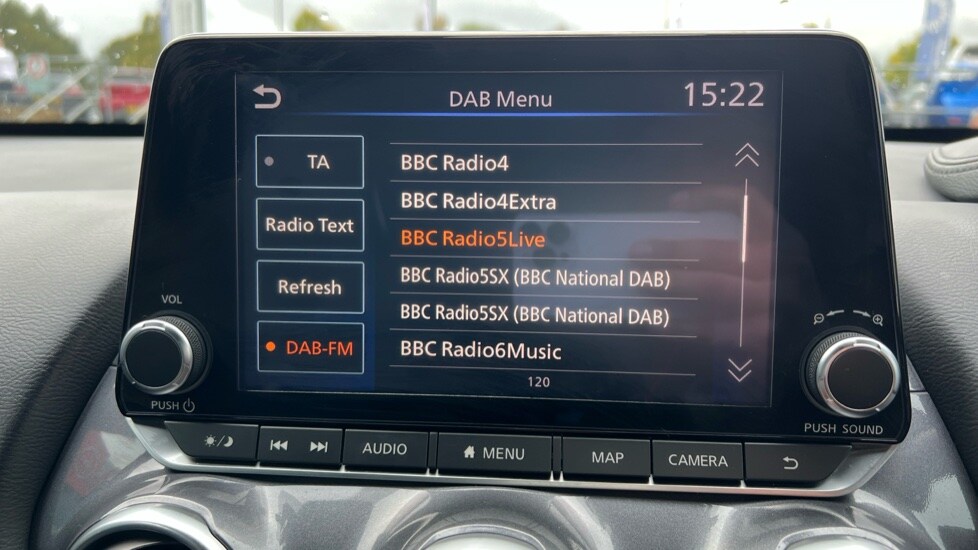 DAB Menu
15:22
TA
Radio Text
Refresh
DAB-FM
BBC Radio4
BBC Radio4Extra
BBC Radio5Live
BBC Radio5SX (BBC National DAB)
BBC Radio5SX (BBC National DAB)
BBC Radio6Music
120
VOL
PUSH
PUSH SOUND
AUDIO
MENU
MAP
CAMERA